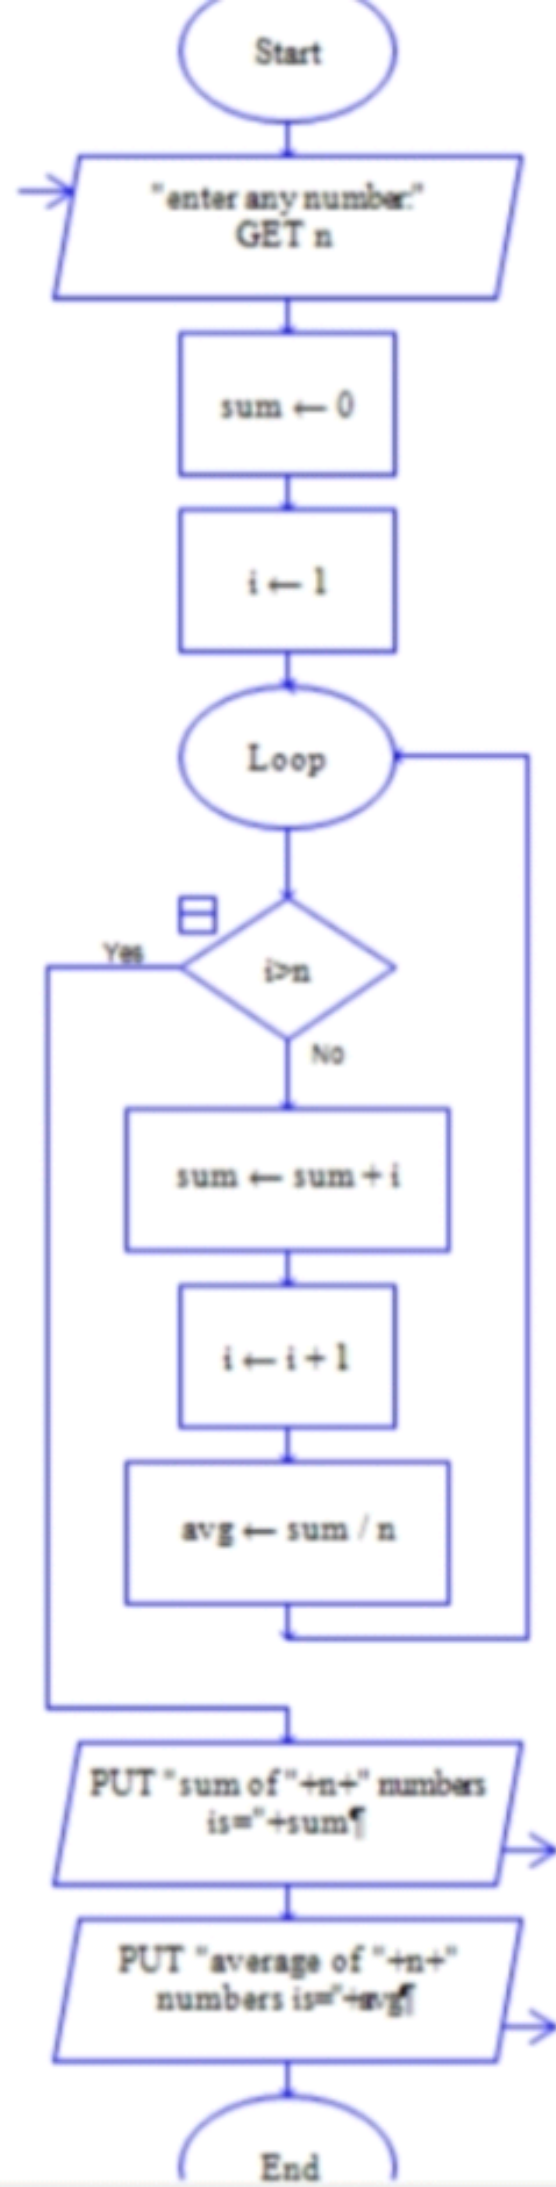 Start
"enter any number:"
GET n
sum ← 0
i ← 1
Loop
Yes
i>n
No
sum ← sum + i
i ← i + 1
avg ← sum / n
PUT "sum of "+n+" numbers
is="+sum¶
PUT "average of "+n+"
numbers is="+avg¶
End